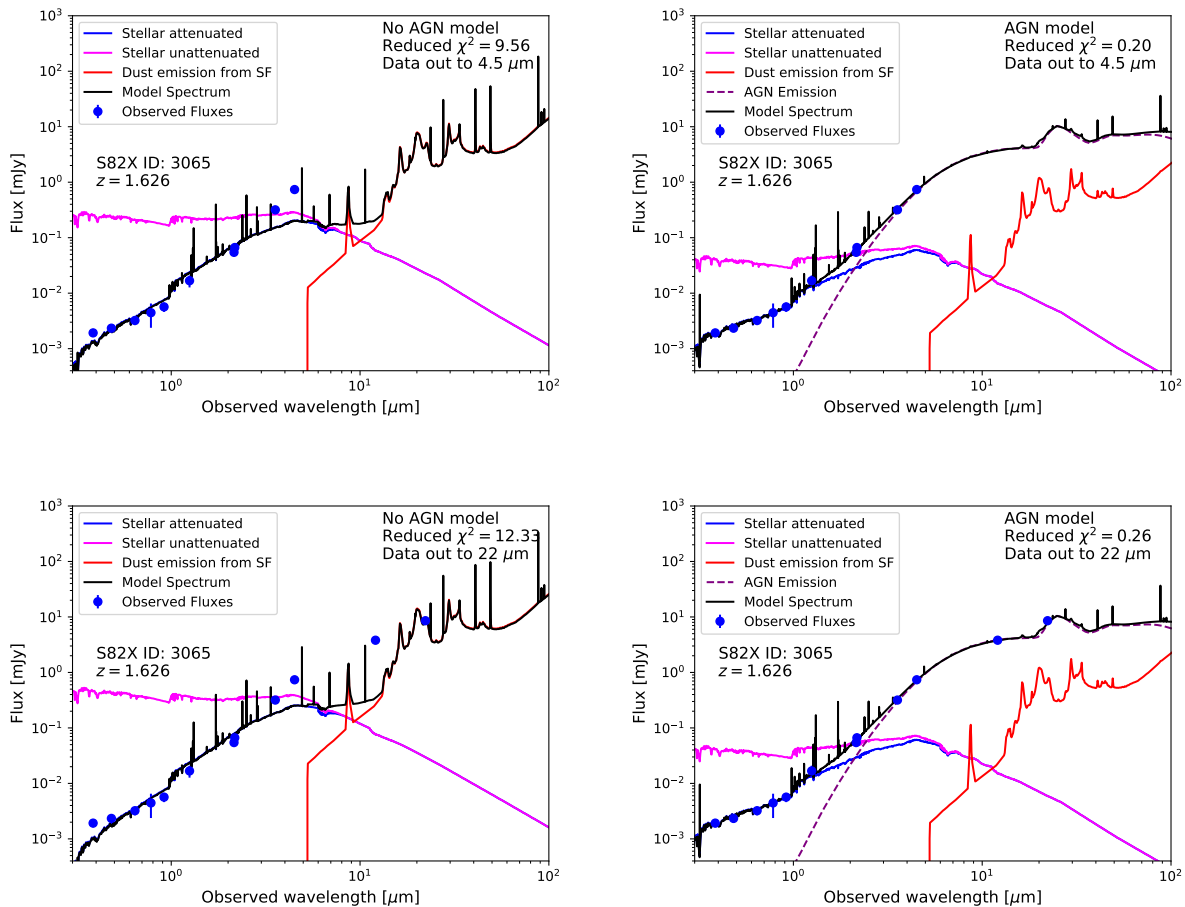 No AGN model
Reduced χ² = 9.56
Data out to 4.5 μm
Stellar attenuated
Stellar unattenuated
Dust emission from SF
Model Spectrum
Observed Fluxes
S82X ID: 3065
z = 1.626
Flux [mJy]
10³
10²
10¹
10⁰
10⁻¹
10⁻²
10⁻³
10⁰ 10¹ 10²
Observed wavelength [μm]
AGN model
Reduced χ² = 0.20
Data out to 4.5 μm
Stellar attenuated
Stellar unattenuated
Dust emission from SF
AGN Emission
Model Spectrum
Observed Fluxes
S82X ID: 3065
z = 1.626
Flux [mJy]
10³
10²
10¹
10⁰
10⁻¹
10⁻²
10⁻³
10⁰ 10¹ 10²
Observed wavelength [μm]
No AGN model
Reduced χ² = 12.33
Data out to 22 μm
Stellar attenuated
Stellar unattenuated
Dust emission from SF
Model Spectrum
Observed Fluxes
S82X ID: 3065
z = 1.626
Flux [mJy]
10³
10²
10¹
10⁰
10⁻¹
10⁻²
10⁻³
10⁰ 10¹ 10²
Observed wavelength [μm]
AGN model
Reduced χ² = 0.26
Data out to 22 μm
Stellar attenuated
Stellar unattenuated
Dust emission from SF
AGN Emission
Model Spectrum
Observed Fluxes
S82X ID: 3065
z = 1.626
Flux [mJy]
10³
10²
10¹
10⁰
10⁻¹
10⁻²
10⁻³
10⁰ 10¹ 10²
Observed wavelength [μm]